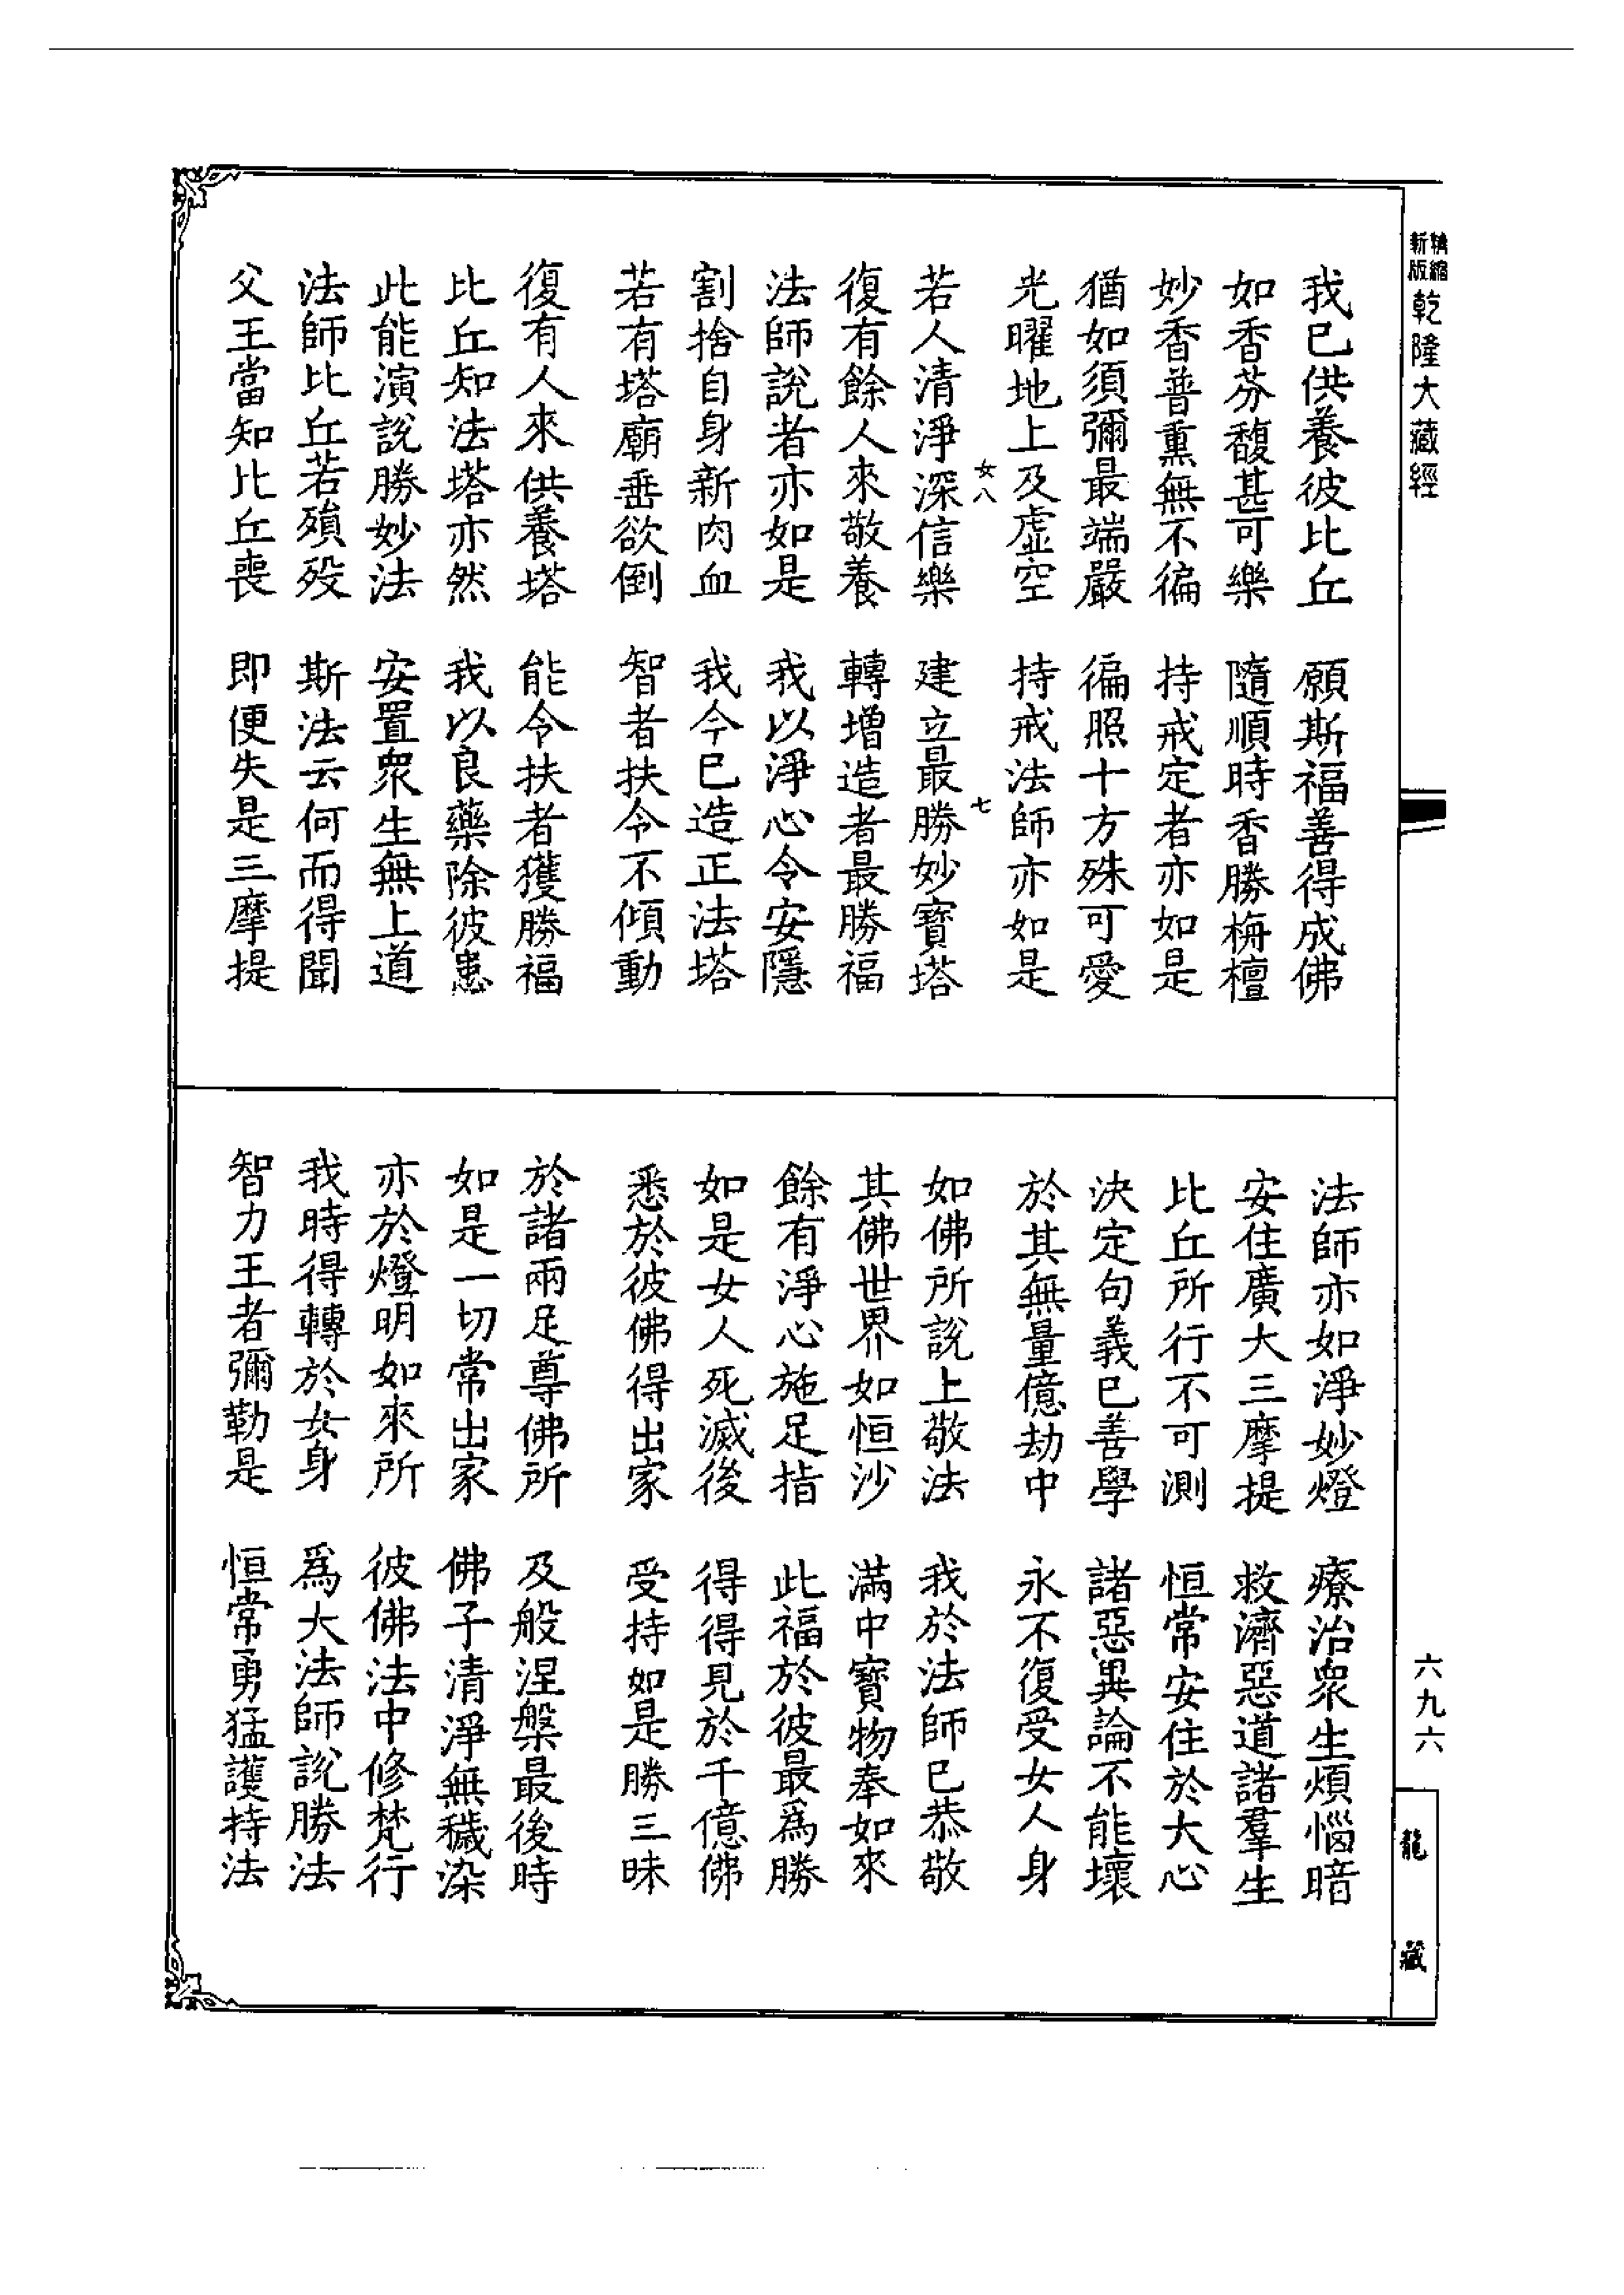 精縮新版乾隆大藏經
我已供養彼比丘　願斯福善得成佛
如香芬馥甚可樂　隨順時香勝栴檀
妙香普熏無不徧　持戒定者亦如是
猶如須彌最端嚴　徧照十方殊可愛
光曜地上及虛空　持戒法師亦如是
女八　七
若人清淨深信樂　建立最勝妙寶塔
復有餘人來敬養　轉增造者最勝福
法師說者亦如是　我以淨心令安隱
割捨自身新肉血　我今已造正法塔
若有塔廟垂欲倒　智者扶令不傾動
復有人來供養塔　能令扶者獲勝福
比丘知法塔亦然　我以良藥除彼患
此能演說勝妙法　安置眾生無上道
法師比丘若殞歿　斯法云何而得聞
父王當知比丘喪　即便失是三摩提
法師亦如淨妙燈　療治眾生煩惱暗
安住廣大三摩提　救濟惡道諸羣生
比丘所行不可測　恒常安住於大心
決定句義已善學　諸惡異論不能壞
於其無量億劫中　永不復受女人身
如佛所說上敬法　我於法師已恭敬
其佛世界如恒沙　滿中寶物奉如來
餘有淨心施足指　此福於彼最爲勝
如是女人死滅後　得得見於千億佛
悉於彼佛得出家　受持如是勝三昧
於諸兩足尊佛所　及般涅槃最後時
如是一切常出家　佛子清淨無穢染
亦於燈明如來所　彼佛法中修梵行
我時得轉於女身　爲大法師說勝法
智力王者彌勒是　恒常勇猛護持法
六九六
龍藏